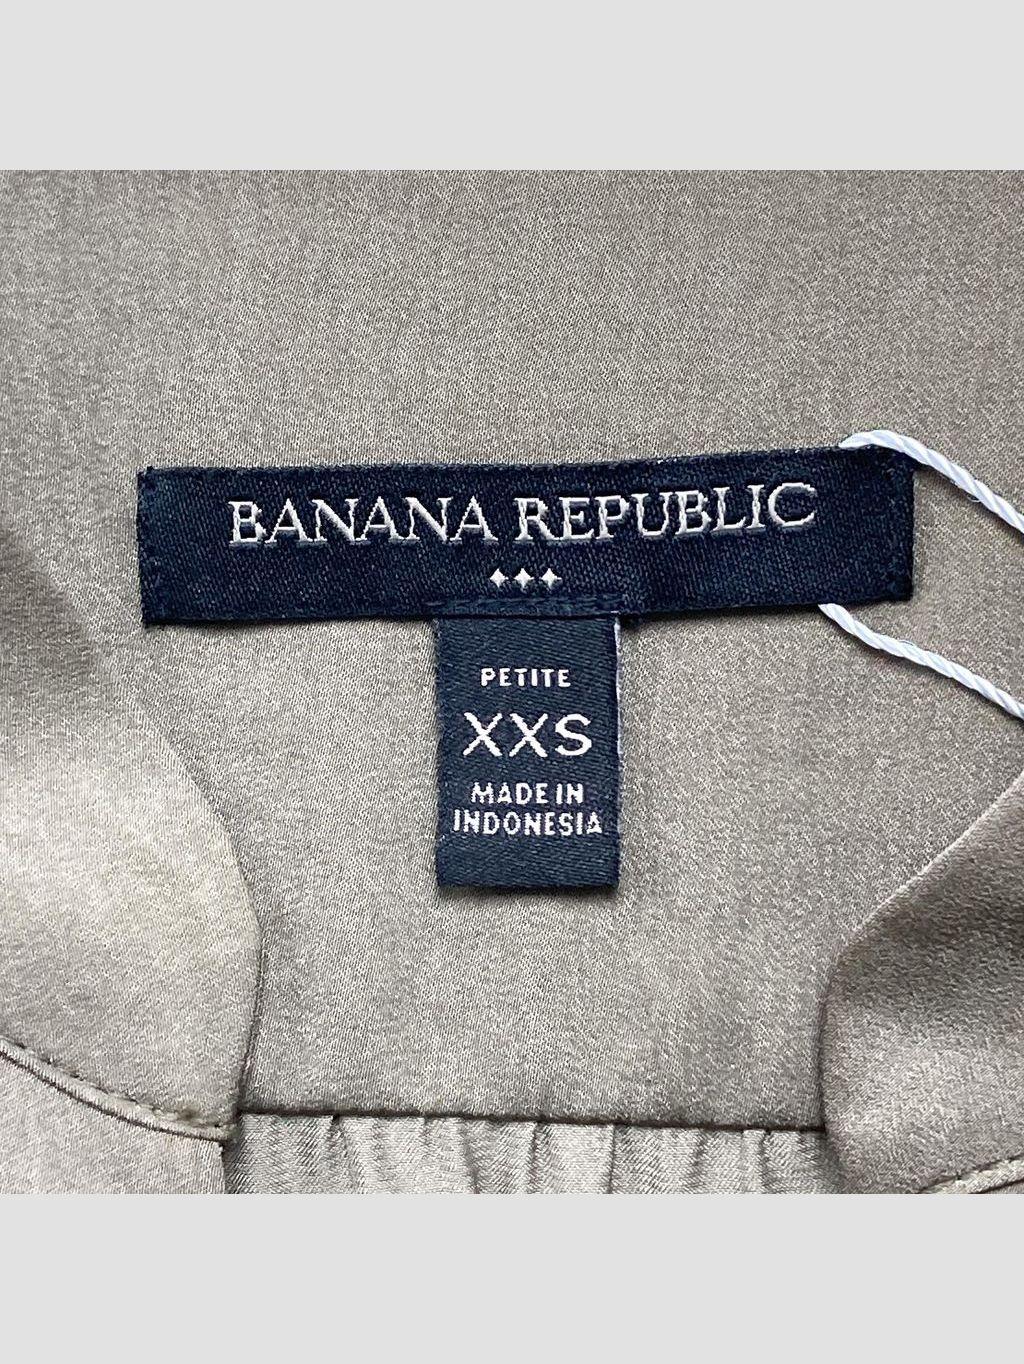 BANANA REPUBLIC
PETITE
XXS
MADE IN
INDONESIA